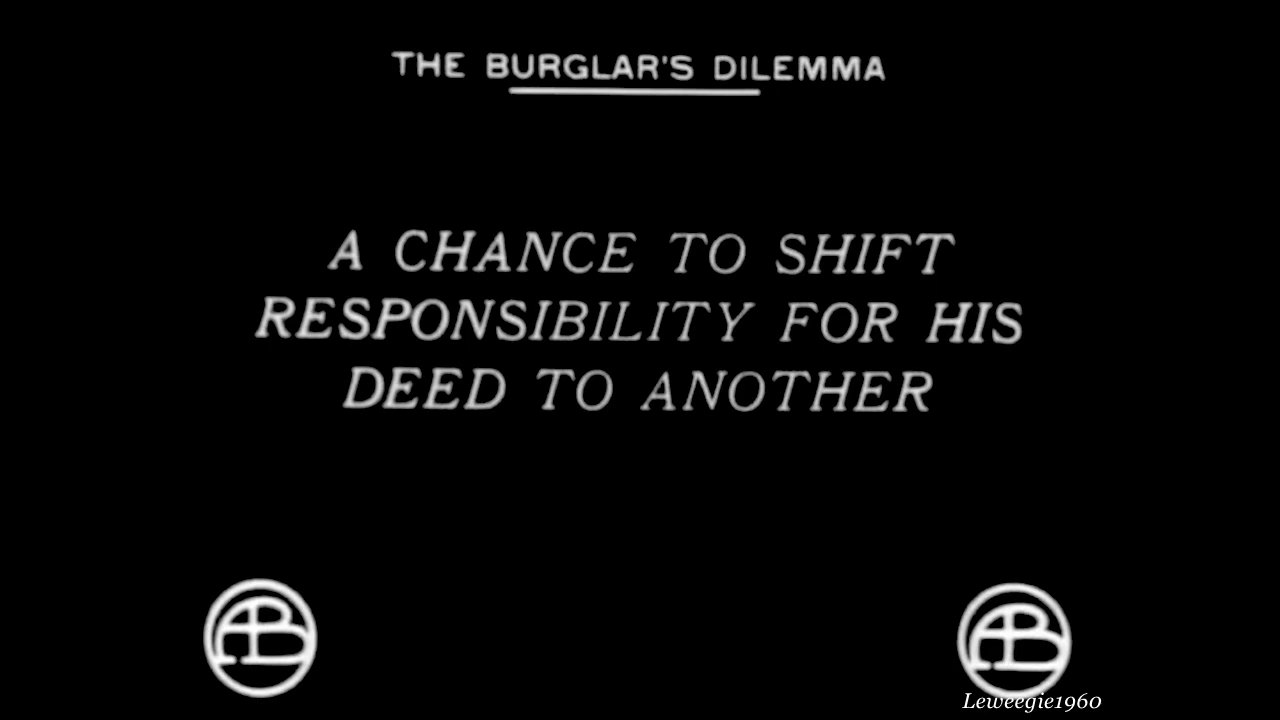 THE BURGLAR'S DILEMMA
A CHANCE TO SHIFT
RESPONSIBILITY FOR HIS
DEED TO ANOTHER
AB
AB
Leweegie1960